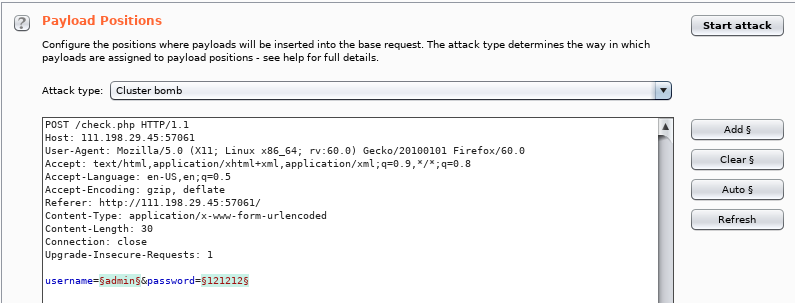 ?
Payload Positions
Start attack
Configure the positions where payloads will be inserted into the base request. The attack type determines the way in which
payloads are assigned to payload positions - see help for full details.
Attack type: Cluster bomb
POST /check.php HTTP/1.1
Host: 111.198.29.45:57061
User-Agent: Mozilla/5.0 (X11; Linux x86_64; rv:60.0) Gecko/20100101 Firefox/60.0
Accept: text/html,application/xhtml+xml,application/xml;q=0.9,*/*;q=0.8
Accept-Language: en-US,en;q=0.5
Accept-Encoding: gzip, deflate
Referer: http://111.198.29.45:57061/
Content-Type: application/x-www-form-urlencoded
Content-Length: 30
Connection: close
Upgrade-Insecure-Requests: 1
username=§admin§&password=§121212§
Add §
Clear §
Auto §
Refresh